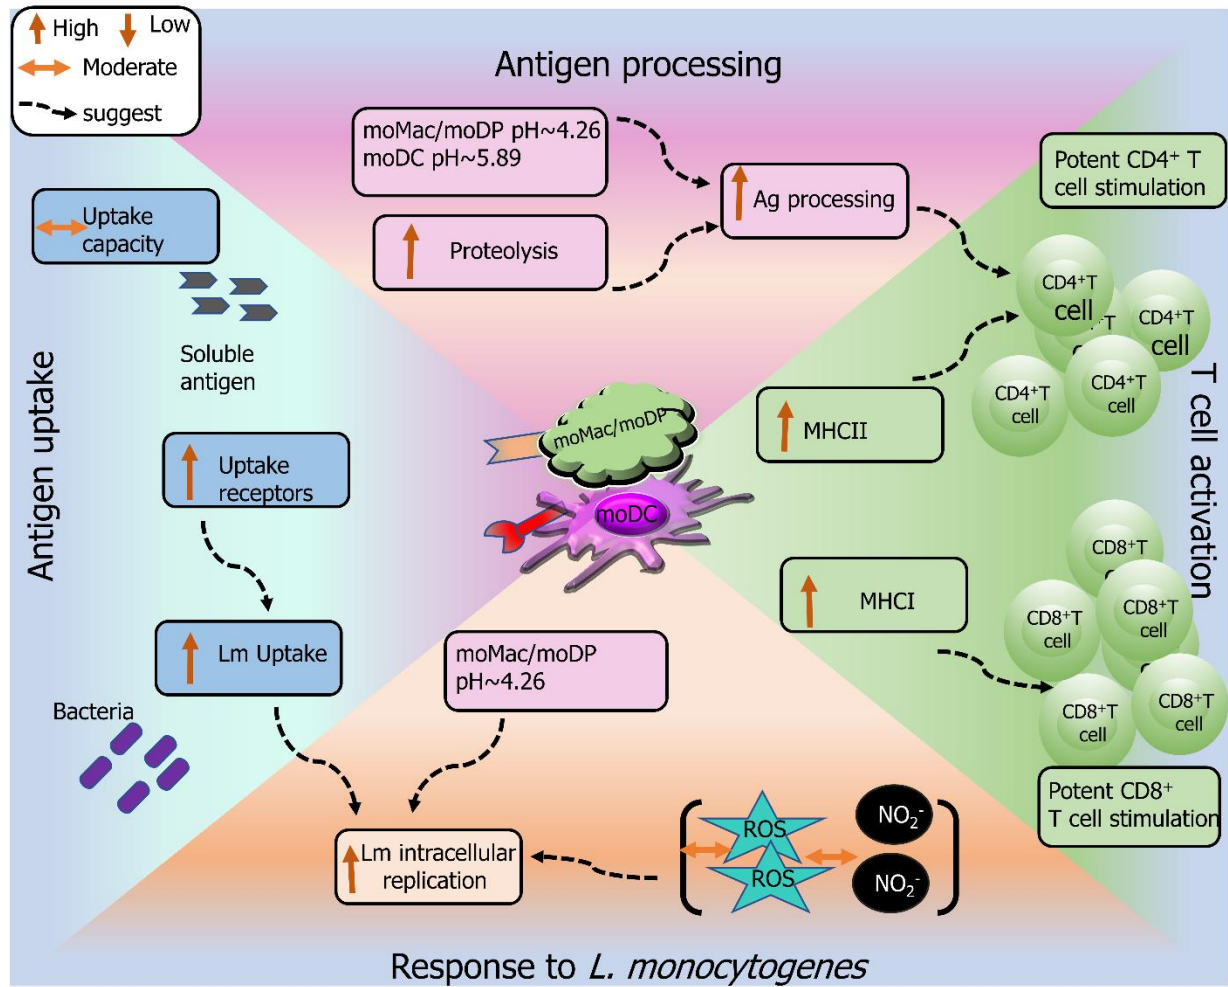 High
Low
Moderate
suggest
Antigen processing
moMac/moDP pH~4.26
moDC pH~5.89
Proteolysis
Ag processing
Potent CD4⁺ T
cell stimulation
Uptake
capacity
Soluble
antigen
Antigen uptake
Uptake
receptors
Lm Uptake
Bacteria
moMac/moDP
moDC
MHCII
MHCI
CD4⁺T
cell
CD4⁺T
cell
⁺T
CD4⁺T
cell
CD4⁺T
cell
T cell activation
CD8⁺T
CD8⁺T
cell
CD8⁺T
cell
CD8⁺T
cell
CD8⁺T
cell
Potent CD8⁺
T cell stimulation
moMac/moDP
pH~4.26
Lm intracellular
replication
ROS
ROS
NO₂⁻
NO₂⁻
Response to L. monocytogenes